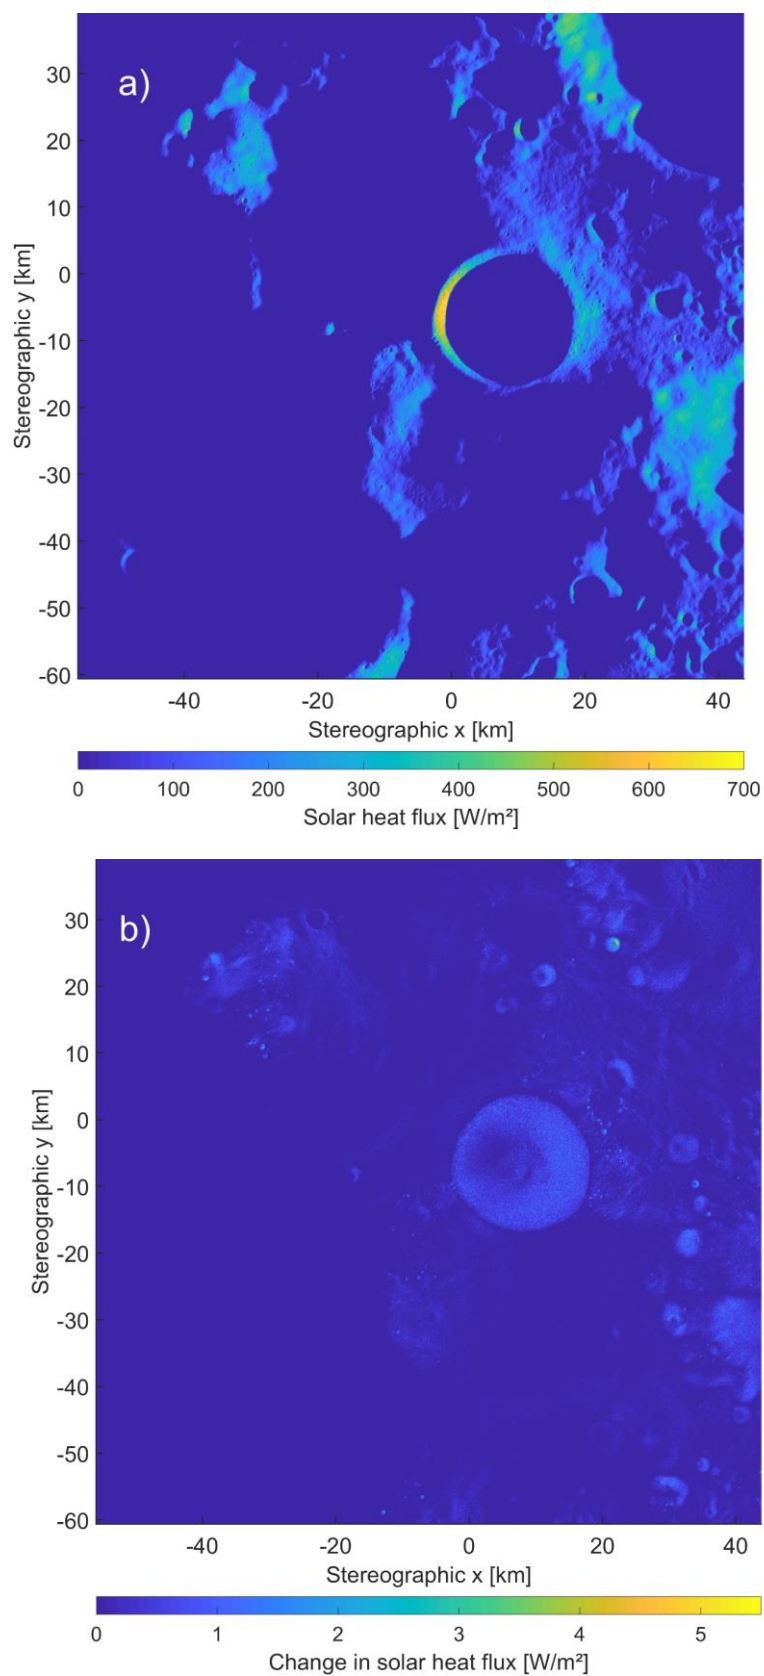 a)
30
20
10
0
-10
-20
-30
-40
-50
-60
Stereographic y [km]
-40 -20 0 20 40
Stereographic x [km]
0 100 200 300 400 500 600 700
Solar heat flux [W/m²]
b)
30
20
10
0
-10
-20
-30
-40
-50
-60
Stereographic y [km]
-40 -20 0 20 40
Stereographic x [km]
0 1 2 3 4 5
Change in solar heat flux [W/m²]